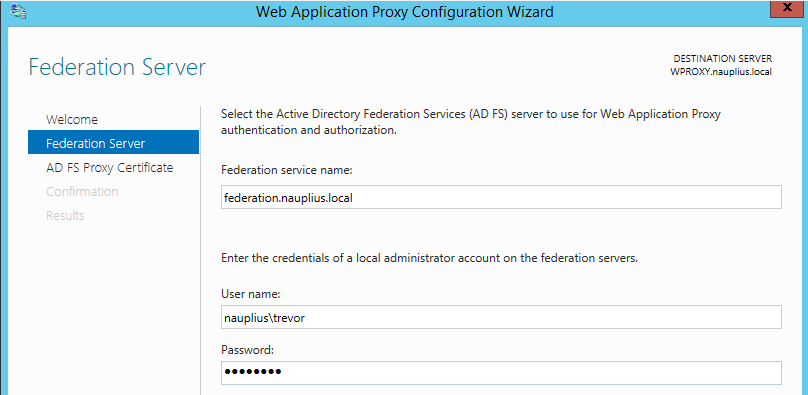 Web Application Proxy Configuration Wizard
x
Federation Server
DESTINATION SERVER
WPROXY.nauplius.local
Welcome
Federation Server
AD FS Proxy Certificate
Confirmation
Results
Select the Active Directory Federation Services (AD FS) server to use for Web Application Proxy
authentication and authorization.
Federation service name:
federation.nauplius.local
Enter the credentials of a local administrator account on the federation servers.
User name:
nauplius\trevor
Password:
●●●●●●●●